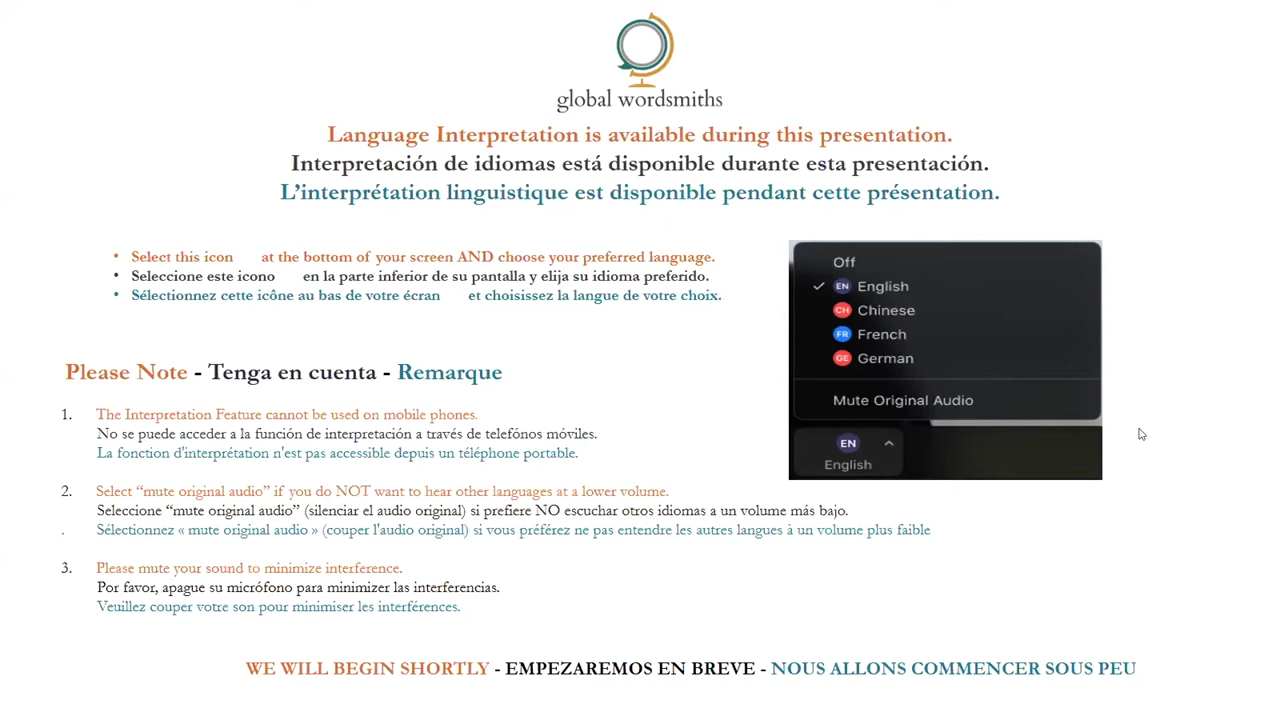 global wordsmiths
Language Interpretation is available during this presentation.
Interpretación de idiomas está disponible durante esta presentación.
L'interprétation linguistique est disponible pendant cette présentation.
• Select this icon at the bottom of your screen AND choose your preferred language.
• Seleccione este icono en la parte inferior de su pantalla y elija su idioma preferido.
• Sélectionnez cette icône au bas de votre écran et choisissez la langue de votre choix.
Off
EN English
CH Chinese
FR French
GE German
Mute Original Audio
EN
English
Please Note - Tenga en cuenta - Remarque
1. The Interpretation Feature cannot be used on mobile phones.
No se puede acceder a la función de interpretación a través de telefónos móviles.
La fonction d'interprétation n'est pas accessible depuis un téléphone portable.
2. Select “mute original audio” if you do NOT want to hear other languages at a lower volume.
Seleccione “mute original audio” (silenciar el audio original) si prefiere NO escuchar otros idiomas a un volume más bajo.
. Sélectionnez « mute original audio » (couper l'audio original) si vous préférez ne pas entendre les autres langues à un volume plus faible
3. Please mute your sound to minimize interference.
Por favor, apague su micrófono para minimizar las interferencias.
Veuillez couper votre son pour minimiser les interférences.
WE WILL BEGIN SHORTLY - EMPEZAREMOS EN BREVE - NOUS ALLONS COMMENCER SOUS PEU